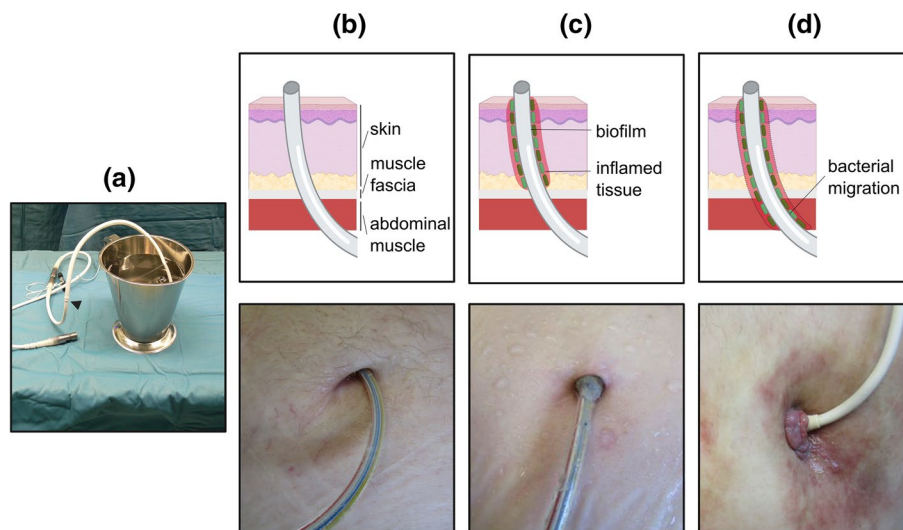 (a)
(b)
skin
muscle
fascia
abdominal
muscle
(c)
biofilm
inflamed
tissue
(d)
bacterial
migration